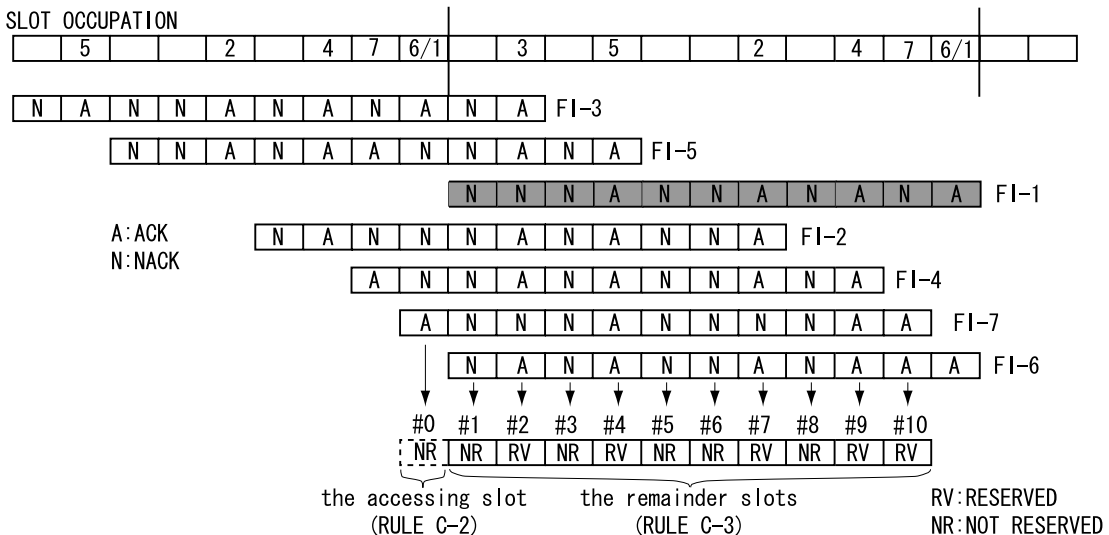 SLOT OCCUPATION
5 2 4 7 6/1 3 5 2 4 7 6/1
N A N N A N A N A N A FI-3
N N A N A A N N A N A FI-5
N N N A N N A N A N A FI-1
A:ACK
N:NACK
N A N N N A N A N N A FI-2
A N N A N A N N A N A FI-4
A N N N A N N N N A A FI-7
N A N A N N A N A A A FI-6
#0 #1 #2 #3 #4 #5 #6 #7 #8 #9 #10
NR NR RV NR RV NR NR RV NR RV RV
the accessing slot
(RULE C-2)
the remainder slots
(RULE C-3)
RV:RESERVED
NR:NOT RESERVED